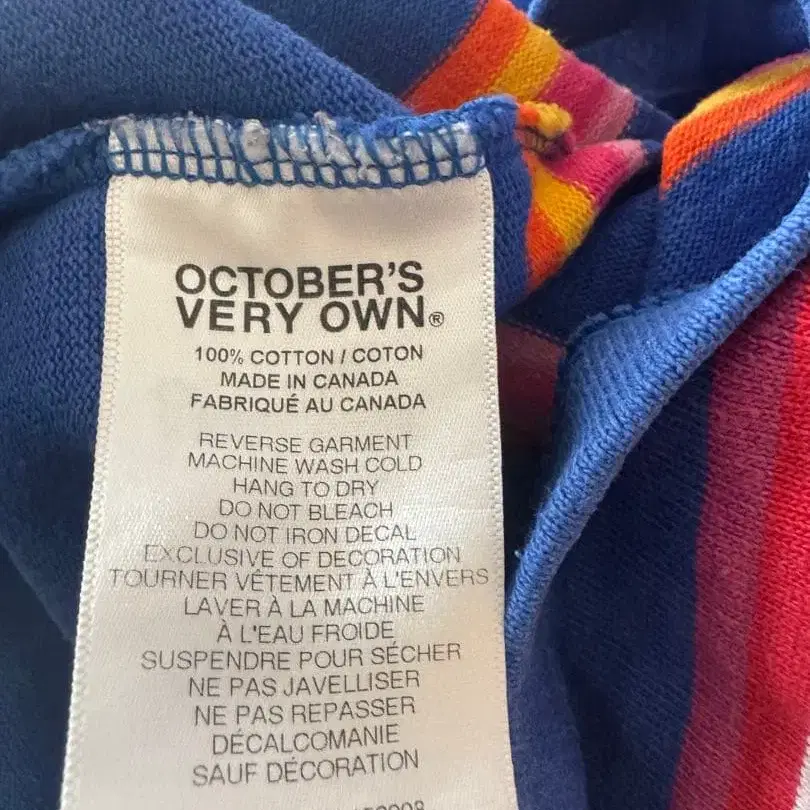 OCTOBER'S
VERY OWN®
100% COTTON / COTON
MADE IN CANADA
FABRIQUÉ AU CANADA
REVERSE GARMENT
MACHINE WASH COLD
HANG TO DRY
DO NOT BLEACH
DO NOT IRON DECAL
EXCLUSIVE OF DECORATION
TOURNER VÊTEMENT À L'ENVERS
LAVER À LA MACHINE
À L'EAU FROIDE
SUSPENDRE POUR SÉCHER
NE PAS JAVELLISER
NE PAS REPASSER
DÉCALCOMANIE
SAUF DÉCORATION